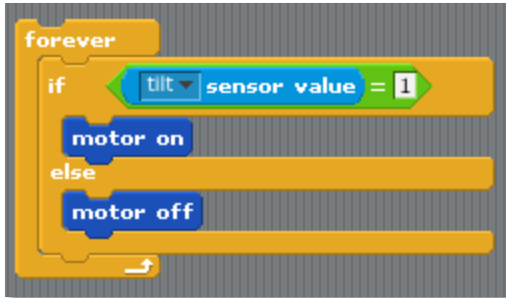 forever
if tilt sensor value = 1
motor on
else
motor off